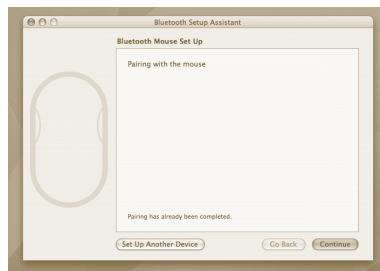 Bluetooth Setup Assistant
Bluetooth Mouse Set Up
Pairing with the mouse
Pairing has already been completed.
Set Up Another Device
Go Back
Continue